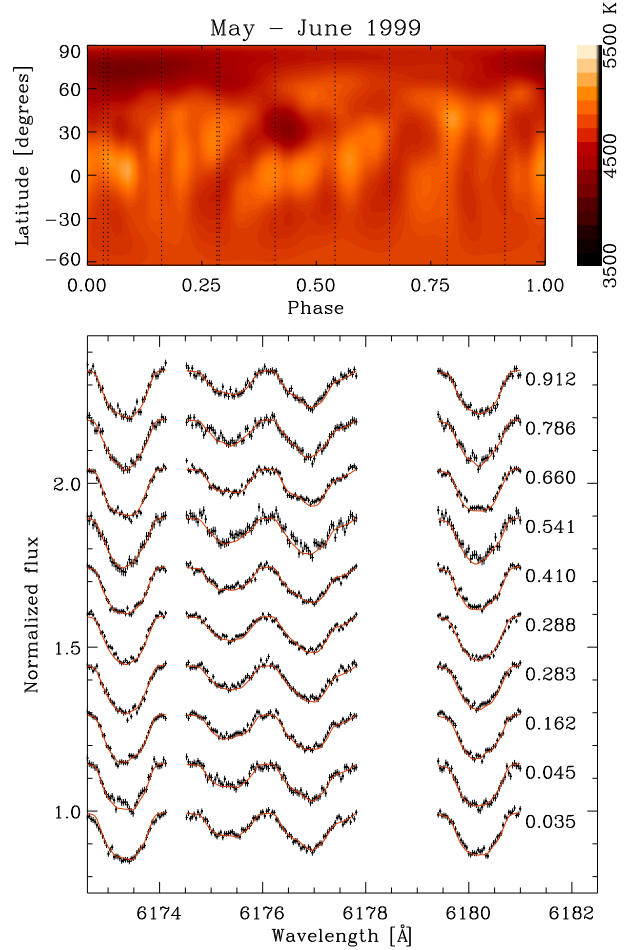 May – June 1999
90
60
30
0
−30
−60
Latitude [degrees]
0.00 0.25 0.50 0.75 1.00
Phase
3500 4500 5500 K
0.912
0.786
2.0
0.660
0.541
0.410
1.5
0.288
0.283
0.162
0.045
1.0
0.035
Normalized flux
6174 6176 6178 6180 6182
Wavelength [Å]